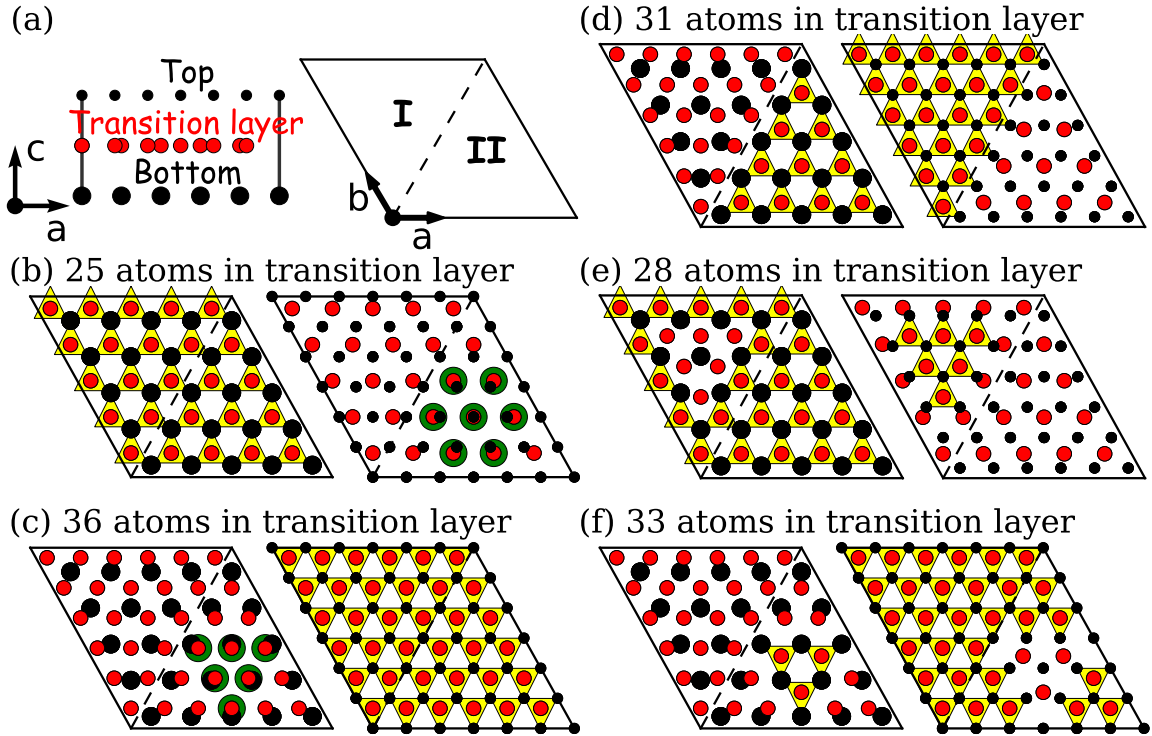 (a)
Top
Transition layer
Bottom
c
a
I
II
b
a
(b) 25 atoms in transition layer
(c) 36 atoms in transition layer
(d) 31 atoms in transition layer
(e) 28 atoms in transition layer
(f) 33 atoms in transition layer